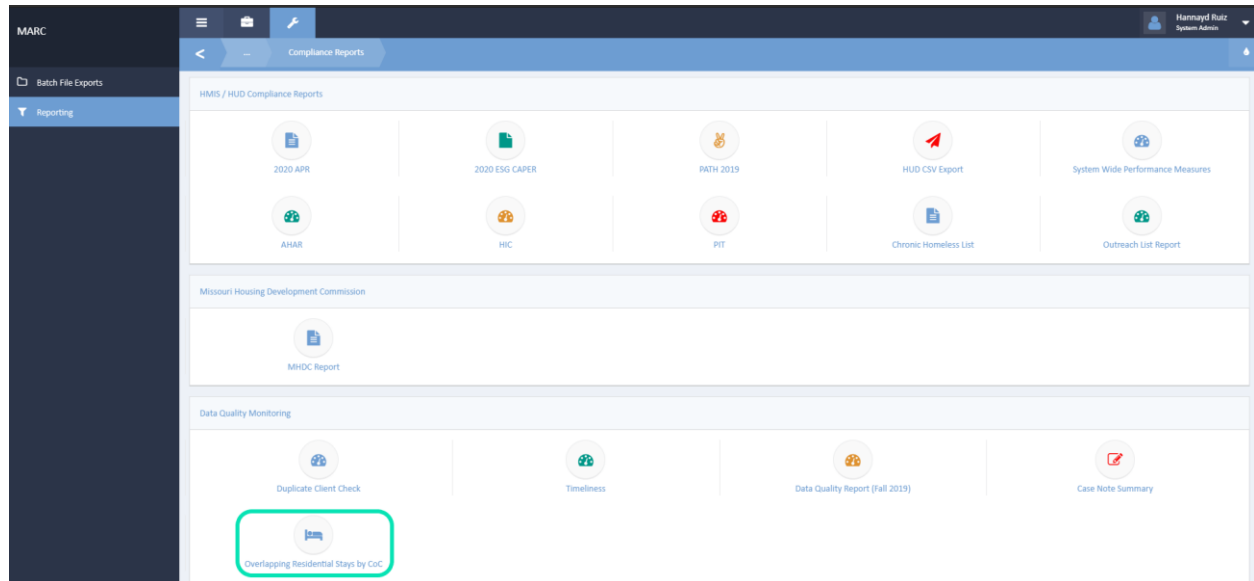 MARC
Hannayd Ruiz
System Admin
... Compliance Reports
Batch File Exports
Reporting
HMIS / HUD Compliance Reports
2020 APR
2020 ESG CAPER
PATH 2019
HUD CSV Export
System Wide Performance Measures
AHAR
HIC
PIT
Chronic Homeless List
Outreach List Report
Missouri Housing Development Commission
MHDC Report
Data Quality Monitoring
Duplicate Client Check
Timeliness
Data Quality Report (Fall 2019)
Case Note Summary
Overlapping Residential Stays by CoC